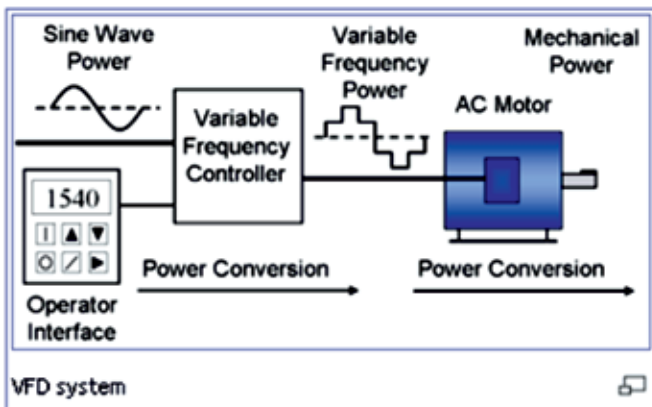 Sine Wave
Power
Variable
Frequency
Power
Mechanical
Power
AC Motor
Variable
Frequency
Controller
1540
Operator
Interface
Power Conversion
Power Conversion
VFD system